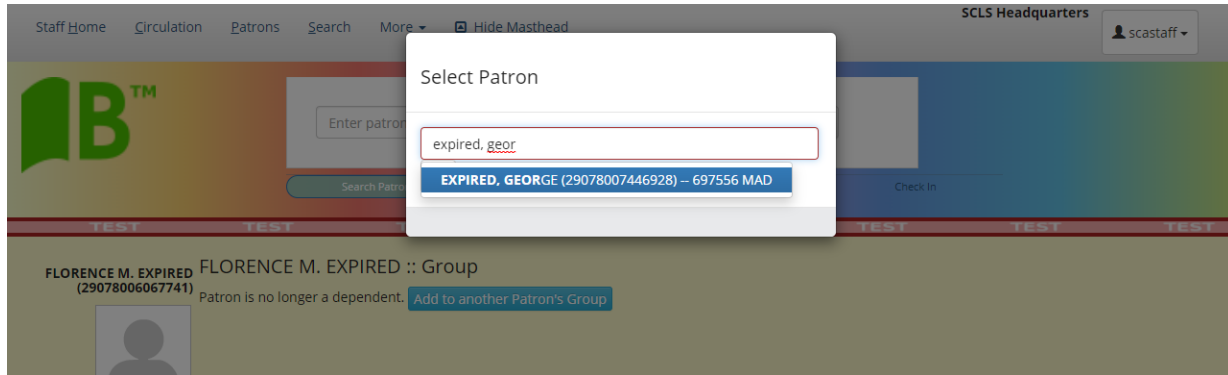 Staff Home Circulation Patrons Search More Hide Masthead
SCLS Headquarters
scastaff
B™
Select Patron
Enter patron
expired, geor
EXPIRED, GEORGE (29078007446928) -- 697556 MAD
Search Patro
Check In
TEST TEST T TEST TEST TEST
FLORENCE M. EXPIRED
(29078006067741)
FLORENCE M. EXPIRED :: Group
Patron is no longer a dependent. Add to another Patron's Group